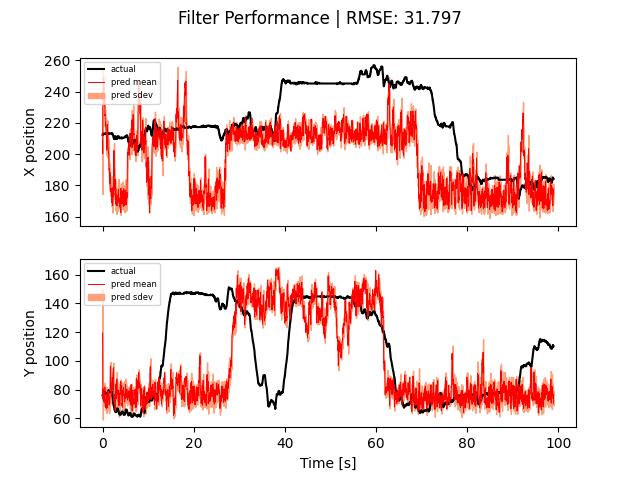 Filter Performance | RMSE: 31.797
260
240
220
200
180
160
X position
actual
pred mean
pred sdev
160
140
120
100
80
60
Y position
actual
pred mean
pred sdev
0 20 40 60 80 100
Time [s]